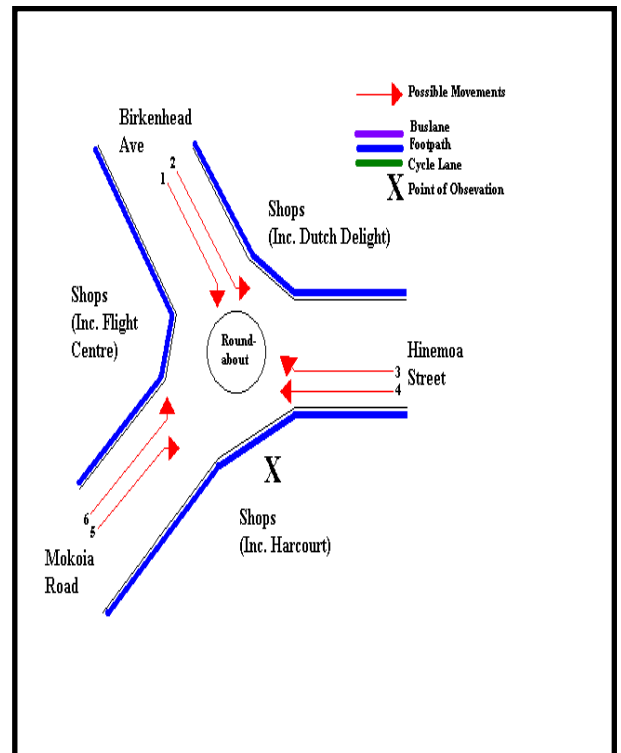 Possible Movements
Buslane
Footpath
Cycle Lane
X Point of Obsevation
Birkenhead
Ave
2
1
Shops
(Inc. Dutch Delight)
Shops
(Inc. Flight
Centre)
Round-
about
Hinemoa
Street
3
4
X
6
5
Shops
(Inc. Harcourt)
Mokoia
Road